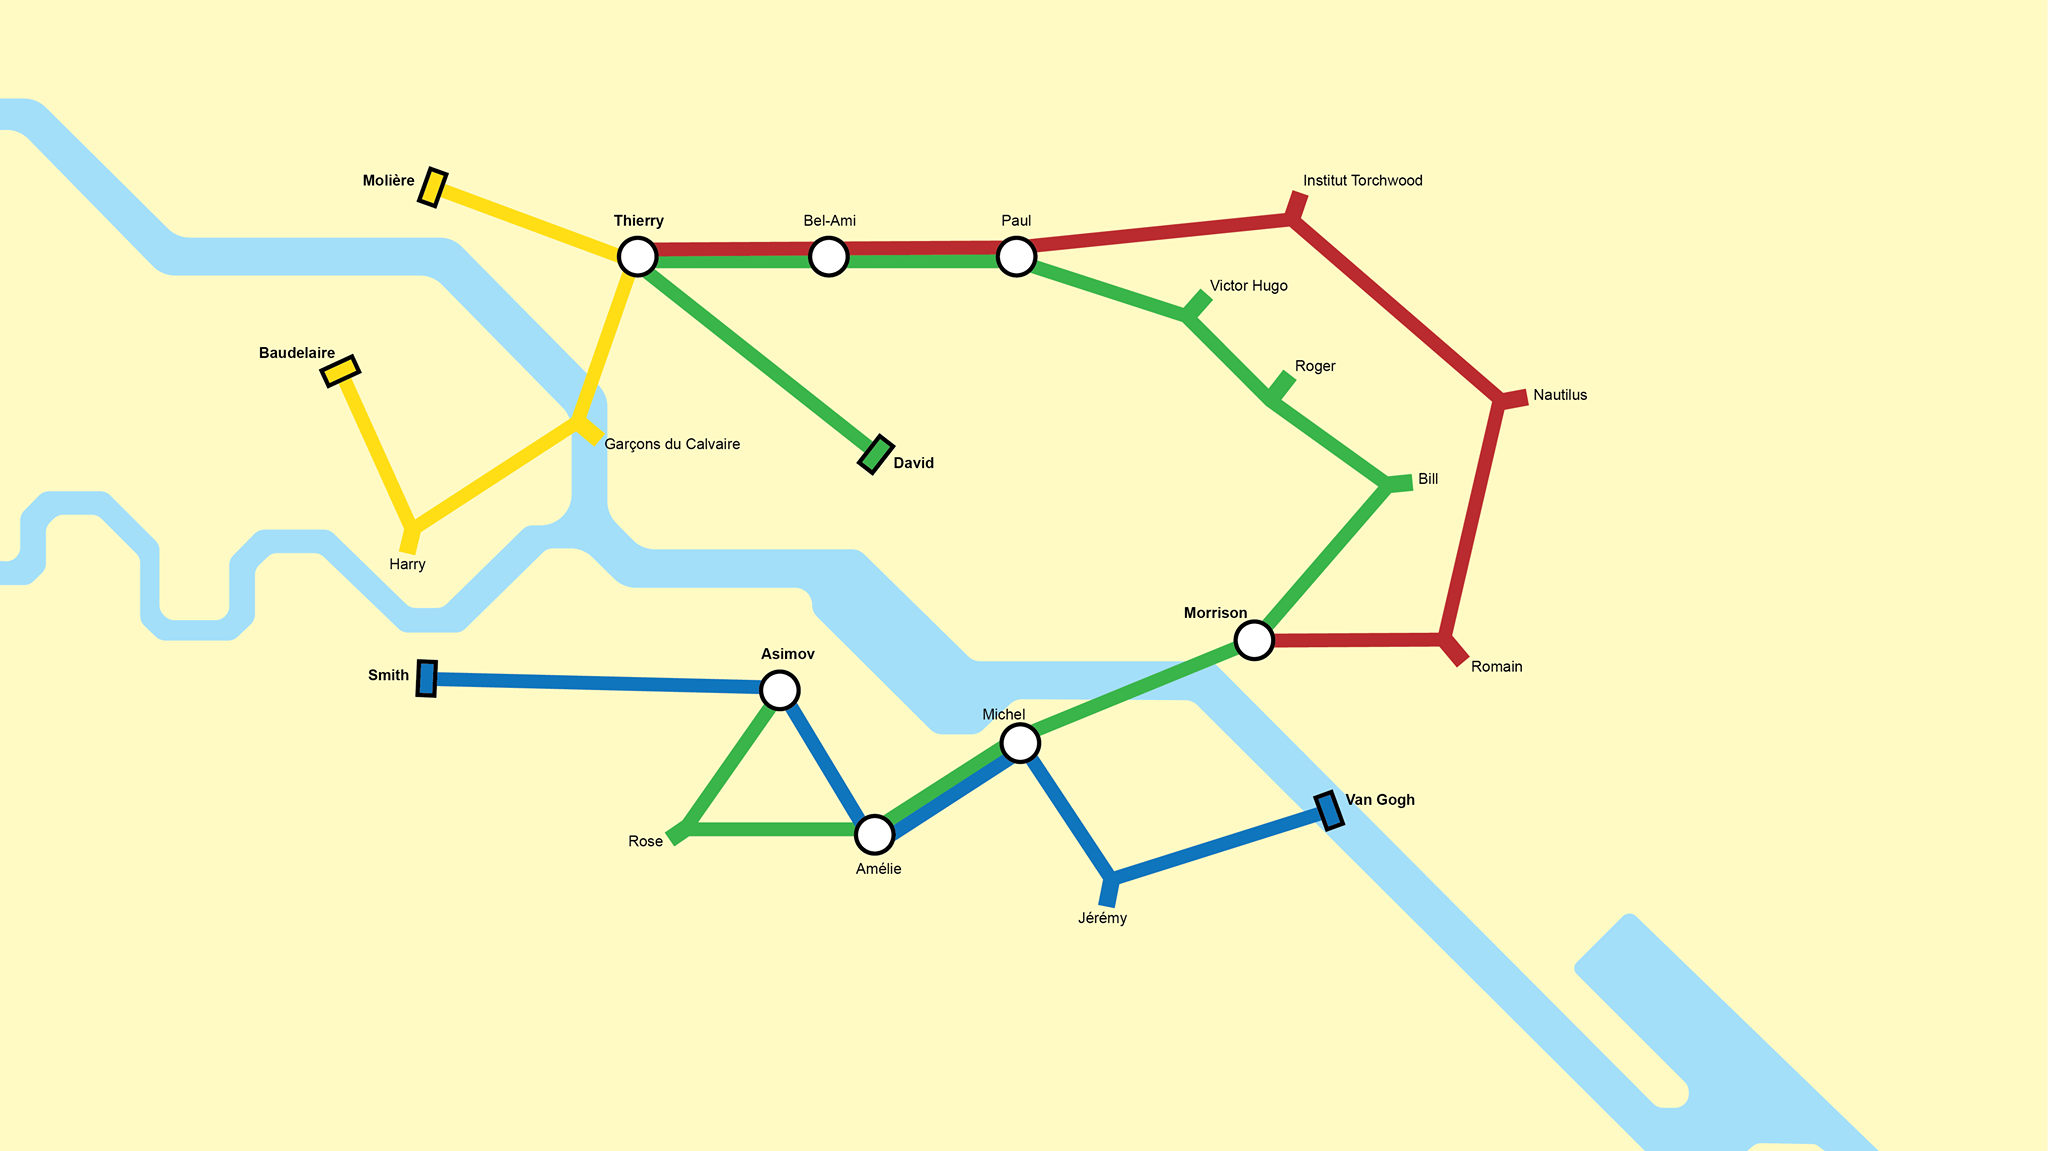 Molière
Institut Torchwood
Thierry
Bel-Ami
Paul
Victor Hugo
Baudelaire
Roger
Nautilus
Garçons du Calvaire
David
Bill
Harry
Morrison
Asimov
Romain
Smith
Michel
Van Gogh
Rose
Amélie
Jérémy